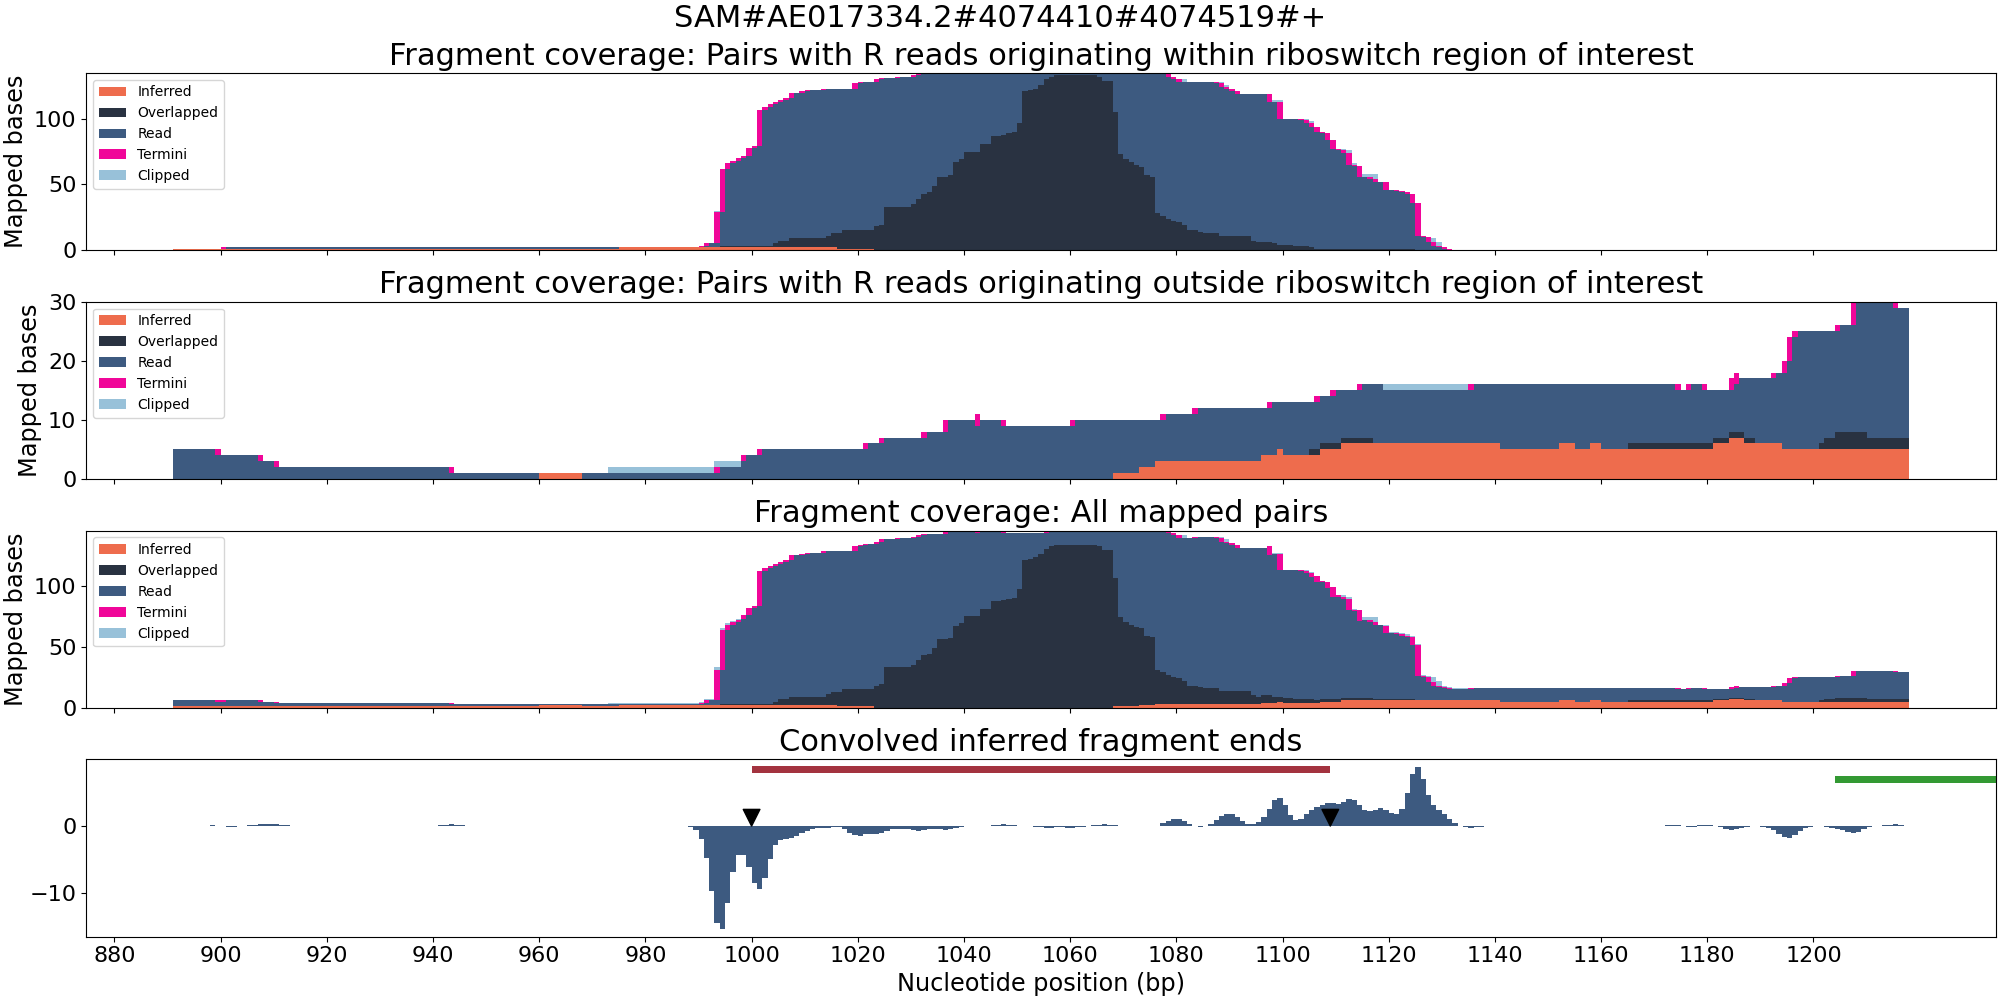 SAM#AE017334.2#4074410#4074519#+
Fragment coverage: Pairs with R reads originating within riboswitch region of interest
Mapped bases
100
50
0
Inferred
Overlapped
Read
Termini
Clipped
Fragment coverage: Pairs with R reads originating outside riboswitch region of interest
Mapped bases
30
20
10
0
Inferred
Overlapped
Read
Termini
Clipped
Fragment coverage: All mapped pairs
Mapped bases
100
50
0
Inferred
Overlapped
Read
Termini
Clipped
Convolved inferred fragment ends
0
−10
880 900 920 940 960 980 1000 1020 1040 1060 1080 1100 1120 1140 1160 1180 1200
Nucleotide position (bp)